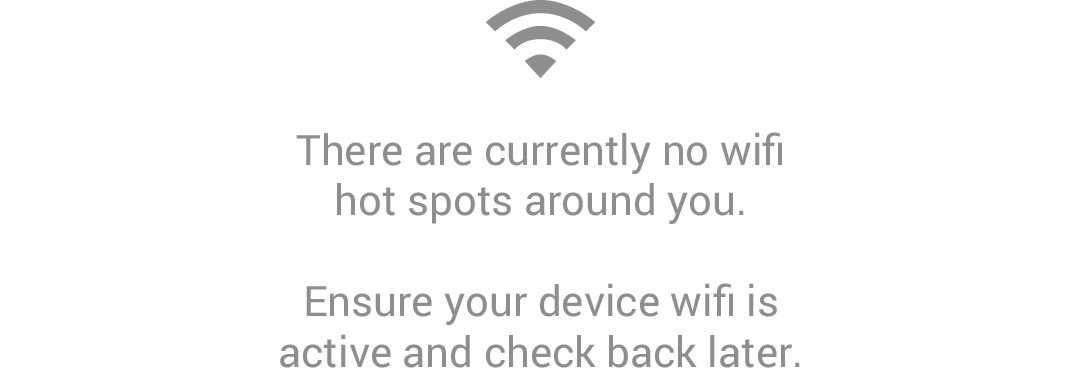 There are currently no wifi
hot spots around you.
Ensure your device wifi is
active and check back later.